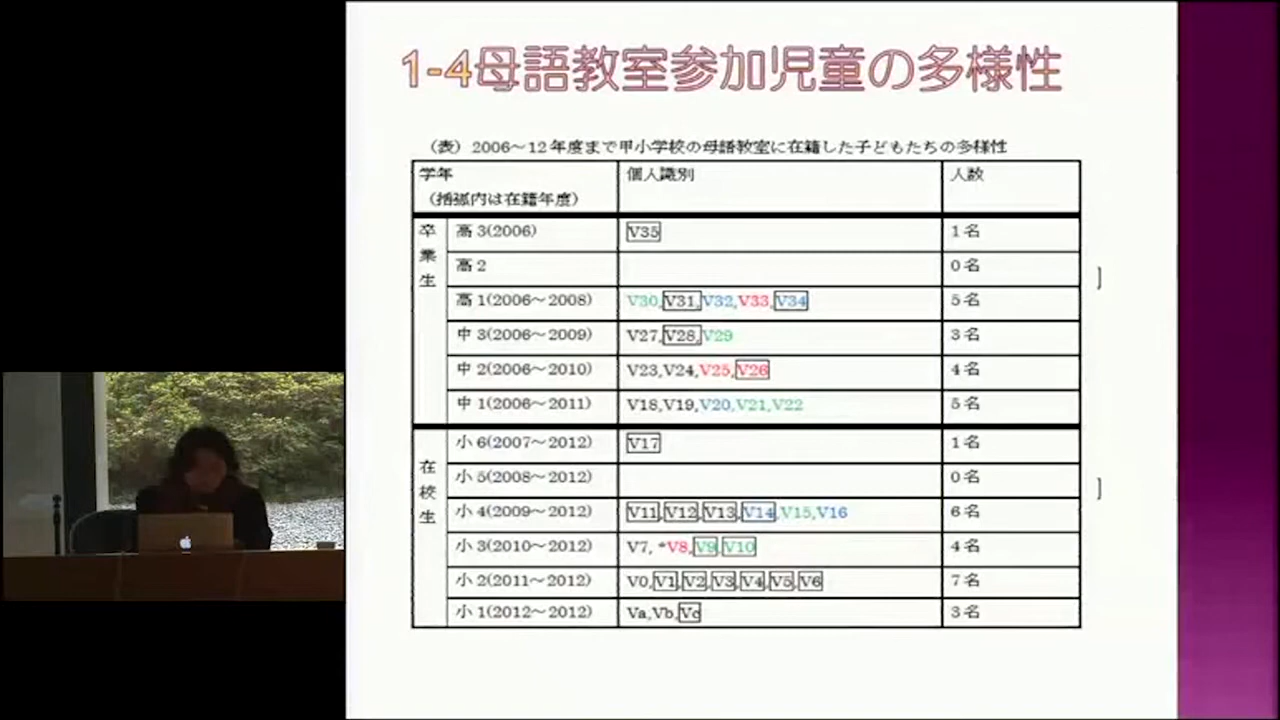 1-4母語教室参加児童の多様性
（表）2006～12年度まで甲小学校の母語教室に在籍した子どもたちの多様性
学年 個人識別 人数
（括弧内は在籍年度）
卒業生
高3(2006) V35 1名
高2 0名
高1(2006～2008) V30,V31,V32,V33,V34 5名
中3(2006～2009) V27,V28,V29 3名
中2(2006～2010) V23,V24,V25,V26 4名
中1(2006～2011) V18,V19,V20,V21,V22 5名
在校生
小6(2007～2012) V17 1名
小5(2008～2012) 0名
小4(2009～2012) V11,V12,V13,V14,V15,V16 6名
小3(2010～2012) V7, *V8,V9,V10 4名
小2(2011～2012) V0,V1,V2,V3,V4,V5,V6 7名
小1(2012～2012) Va,Vb,Vc 3名